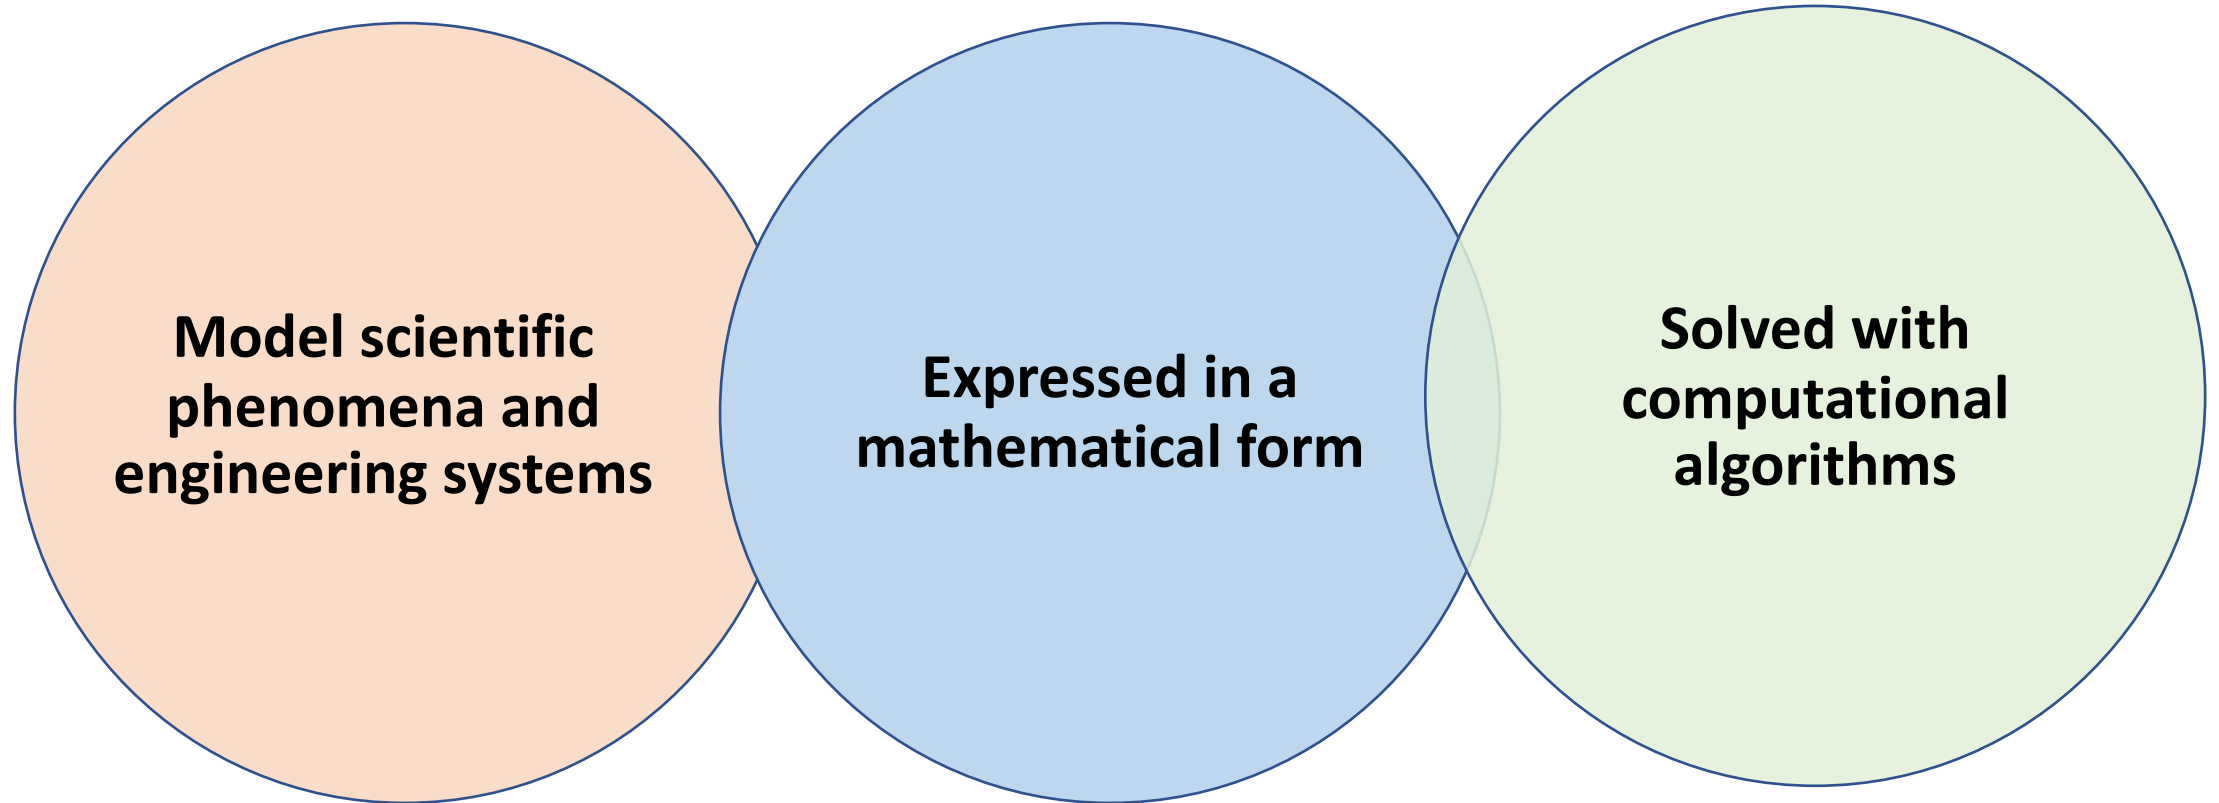 Model scientific
phenomena and
engineering systems
Expressed in a
mathematical form
Solved with
computational
algorithms